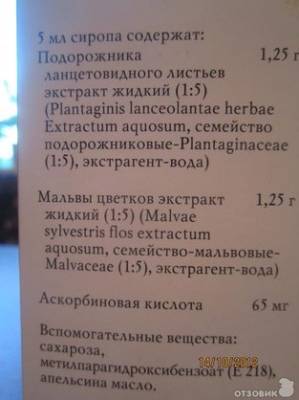 5 мл сиропа содержат:
Подорожника 1,25 г
ланцетовидного листьев
экстракт жидкий (1:5)
(Plantaginis lanceolantae herbae
Extractum aquosum, семейство
подорожниковые-Plantaginaceae
(1:5), экстрагент-вода)
Мальвы цветков экстракт 1,25 г
жидкий (1:5) (Malvae
sylvestris flos extractum
aquosum, семейство-мальвовые-
Malvaceae (1:5), экстрагент-вода)
Аскорбиновая кислота 65 мг
Вспомогательные вещества:
сахароза, 14/10/2012
метилпарагидроксибензоат (Е 218),
апельсина масло.
ОТЗОВИК